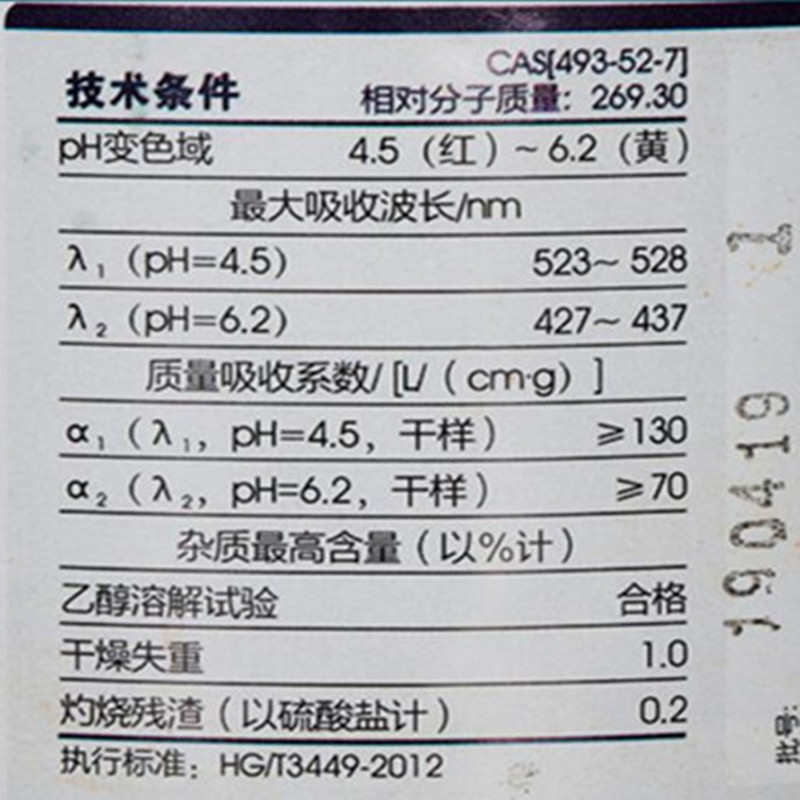 CAS[493-52-7]
技术条件 相对分子质量：269.30
pH变色域 4.5（红）~6.2（黄）
最大吸收波长/nm
λ₁（pH=4.5） 523~ 528
λ₂（pH=6.2） 427~ 437
质量吸收系数/ [L/（cm·g）]
α₁（λ₁，pH=4.5，干样） ≥130
α₂（λ₂，pH=6.2，干样） ≥70
杂质最高含量（以%计）
乙醇溶解试验 合格
干燥失重 1.0
灼烧残渣（以硫酸盐计） 0.2
执行标准：HG/T3449-2012
批号: 190419 1